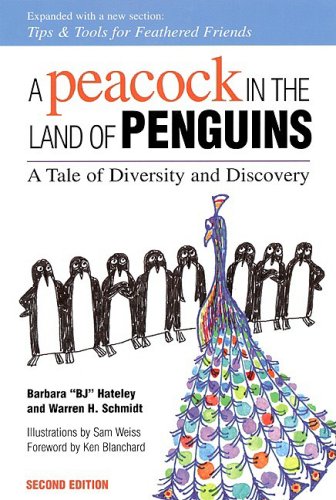 Expanded with a new section:
Tips & Tools for Feathered Friends
A peacock IN THE
LAND OF PENGUINS
A Tale of Diversity and Discovery
Barbara "BJ" Hateley
and Warren H. Schmidt
Illustrations by Sam Weiss
Foreword by Ken Blanchard
SECOND EDITION